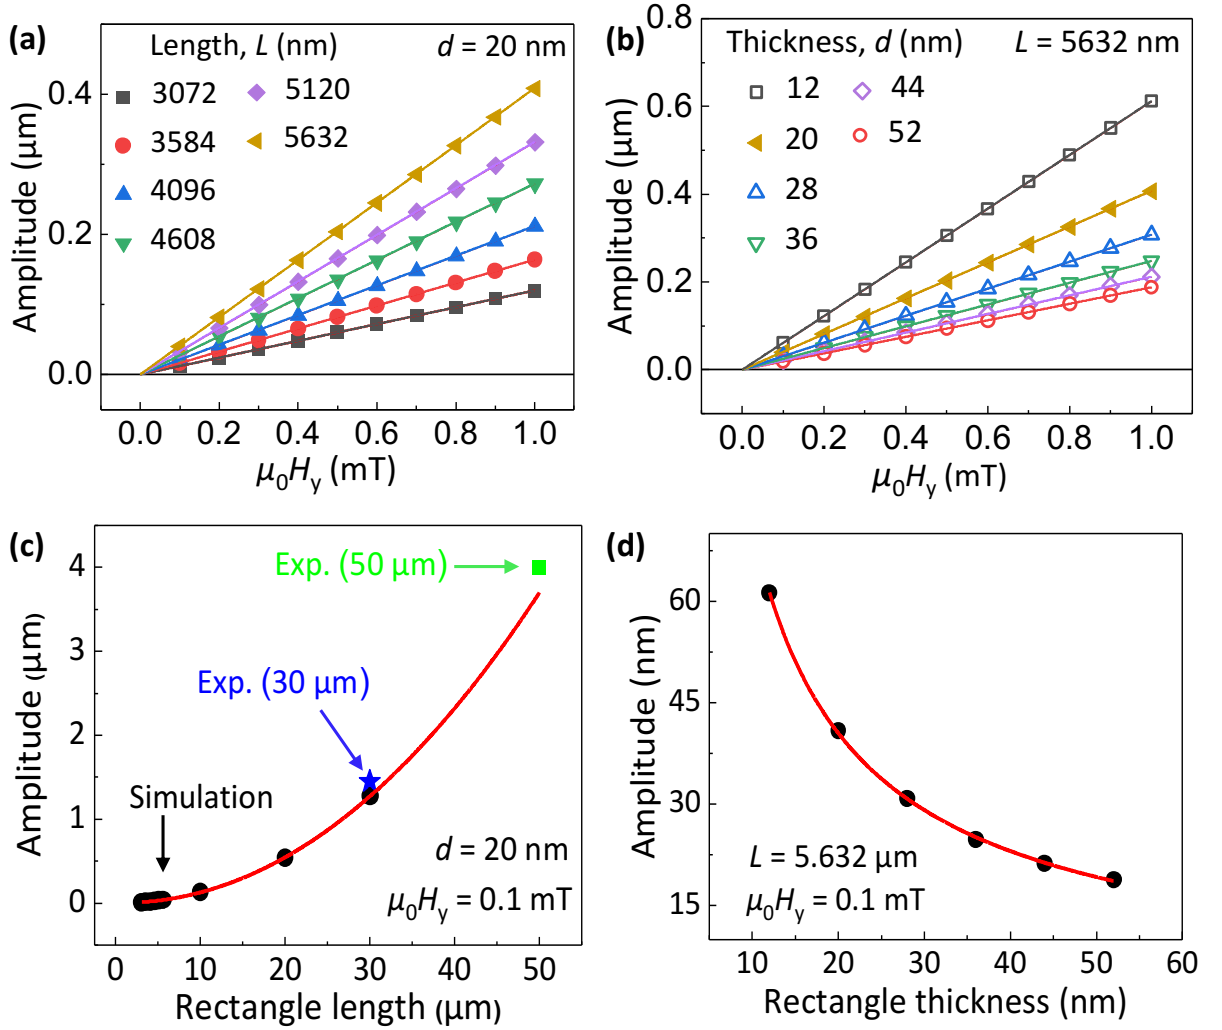 (a)
Length, L (nm)
d = 20 nm
3072
5120
3584
5632
4096
4608
0.4
0.2
0.0
Amplitude (µm)
0.0 0.2 0.4 0.6 0.8 1.0
µ₀Hy (mT)
(b)
Thickness, d (nm)
L = 5632 nm
12
44
20
52
28
36
0.8
0.6
0.4
0.2
0.0
Amplitude (µm)
0.0 0.2 0.4 0.6 0.8 1.0
µ₀Hy (mT)
(c)
Exp. (50 µm)
Exp. (30 µm)
Simulation
d = 20 nm
µ₀Hy = 0.1 mT
4
3
2
1
0
Amplitude (µm)
0 10 20 30 40 50
Rectangle length (µm)
(d)
L = 5.632 µm
µ₀Hy = 0.1 mT
60
45
30
15
Amplitude (nm)
10 20 30 40 50 60
Rectangle thickness (nm)